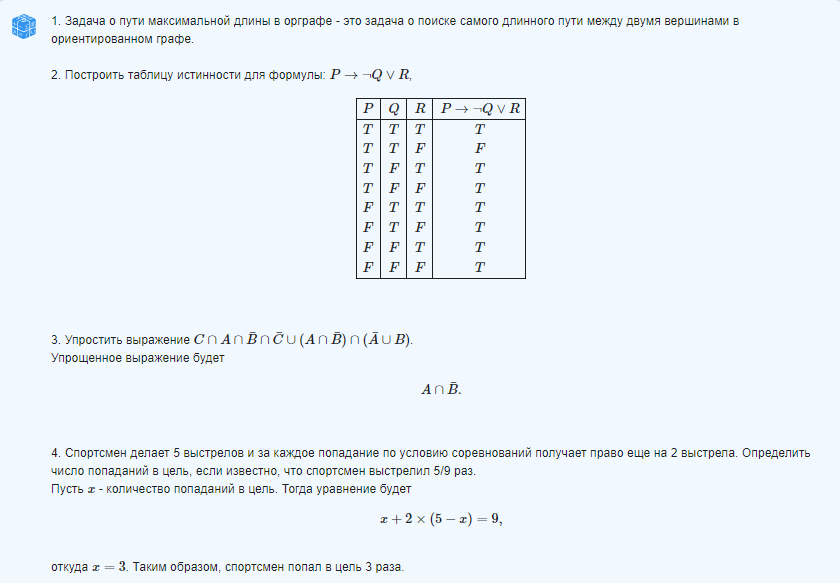 1. Задача о пути максимальной длины в орграфе - это задача о поиске самого длинного пути между двумя вершинами в
ориентированном графе.
2. Построить таблицу истинности для формулы: P → ¬Q ∨ R,
P Q R P → ¬Q ∨ R
T T T T
T T F F
T F T T
T F F T
F T T T
F T F T
F F T T
F F F T
3. Упростить выражение C ∩ A ∩ B̄ ∩ C̄ ∪ (A ∩ B̄) ∩ (Ā ∪ B).
Упрощенное выражение будет
A ∩ B̄.
4. Спортсмен делает 5 выстрелов и за каждое попадание по условию соревнований получает право еще на 2 выстрела. Определить
число попаданий в цель, если известно, что спортсмен выстрелил 5/9 раз.
Пусть x - количество попаданий в цель. Тогда уравнение будет
x + 2 × (5 − x) = 9,
откуда x = 3. Таким образом, спортсмен попал в цель 3 раза.